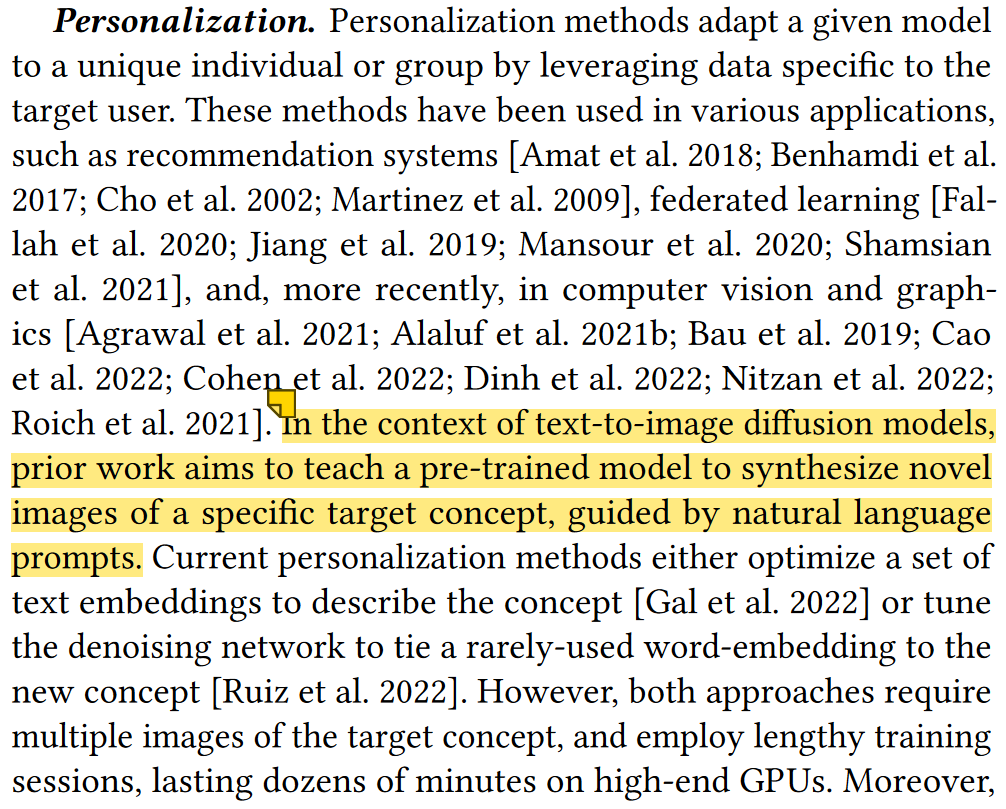 Personalization. Personalization methods adapt a given model
to a unique individual or group by leveraging data specific to the
target user. These methods have been used in various applications,
such as recommendation systems [Amat et al. 2018; Benhamdi et al.
2017; Cho et al. 2002; Martinez et al. 2009], federated learning [Fal-
lah et al. 2020; Jiang et al. 2019; Mansour et al. 2020; Shamsian
et al. 2021], and, more recently, in computer vision and graph-
ics [Agrawal et al. 2021; Alaluf et al. 2021b; Bau et al. 2019; Cao
et al. 2022; Cohen et al. 2022; Dinh et al. 2022; Nitzan et al. 2022;
Roich et al. 2021]. In the context of text-to-image diffusion models,
prior work aims to teach a pre-trained model to synthesize novel
images of a specific target concept, guided by natural language
prompts. Current personalization methods either optimize a set of
text embeddings to describe the concept [Gal et al. 2022] or tune
the denoising network to tie a rarely-used word-embedding to the
new concept [Ruiz et al. 2022]. However, both approaches require
multiple images of the target concept, and employ lengthy training
sessions, lasting dozens of minutes on high-end GPUs. Moreover,